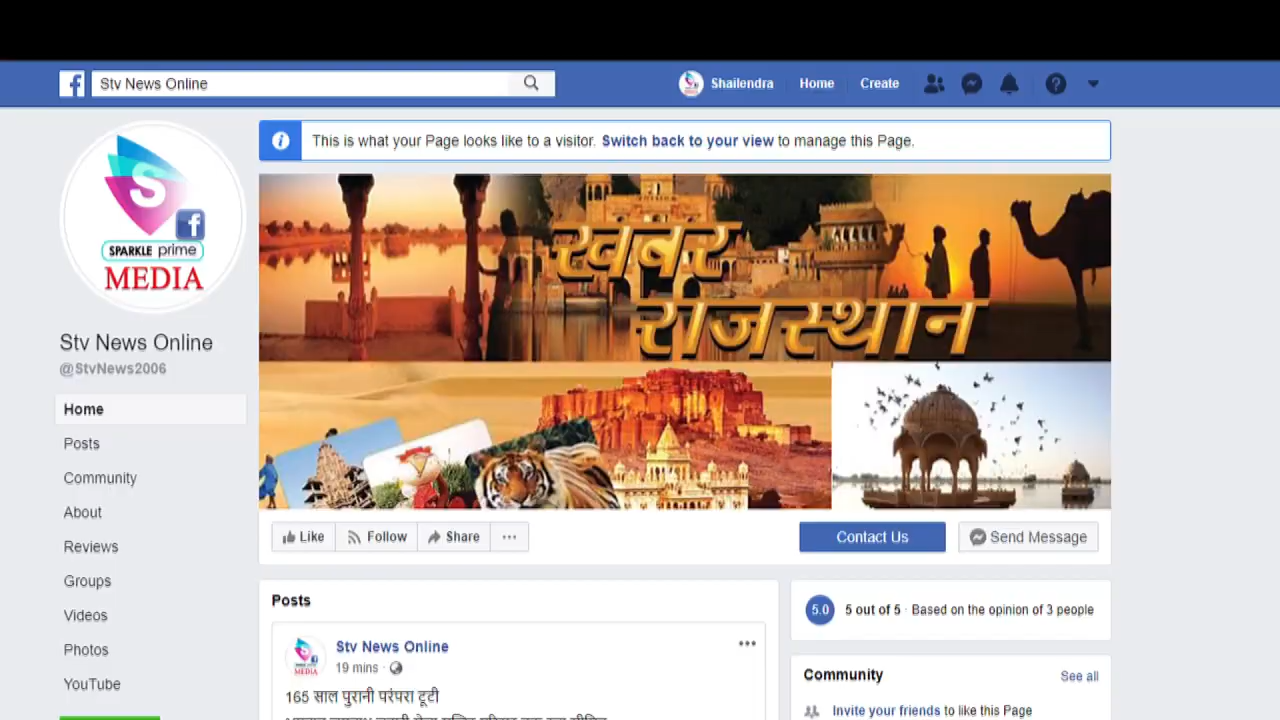 Stv News Online
Shailendra
Home
Create
This is what your Page looks like to a visitor. Switch back to your view to manage this Page.
S
SPARKLE prime
MEDIA
खबर
राजस्थान
Stv News Online
@StvNews2006
Home
Posts
Community
About
Reviews
Groups
Videos
Photos
YouTube
Like
Follow
Share
Contact Us
Send Message
Posts
Stv News Online
19 mins
165 साल पुरानी परंपरा टूटी
5.0
5 out of 5 · Based on the opinion of 3 people
Community
See all
Invite your friends to like this Page